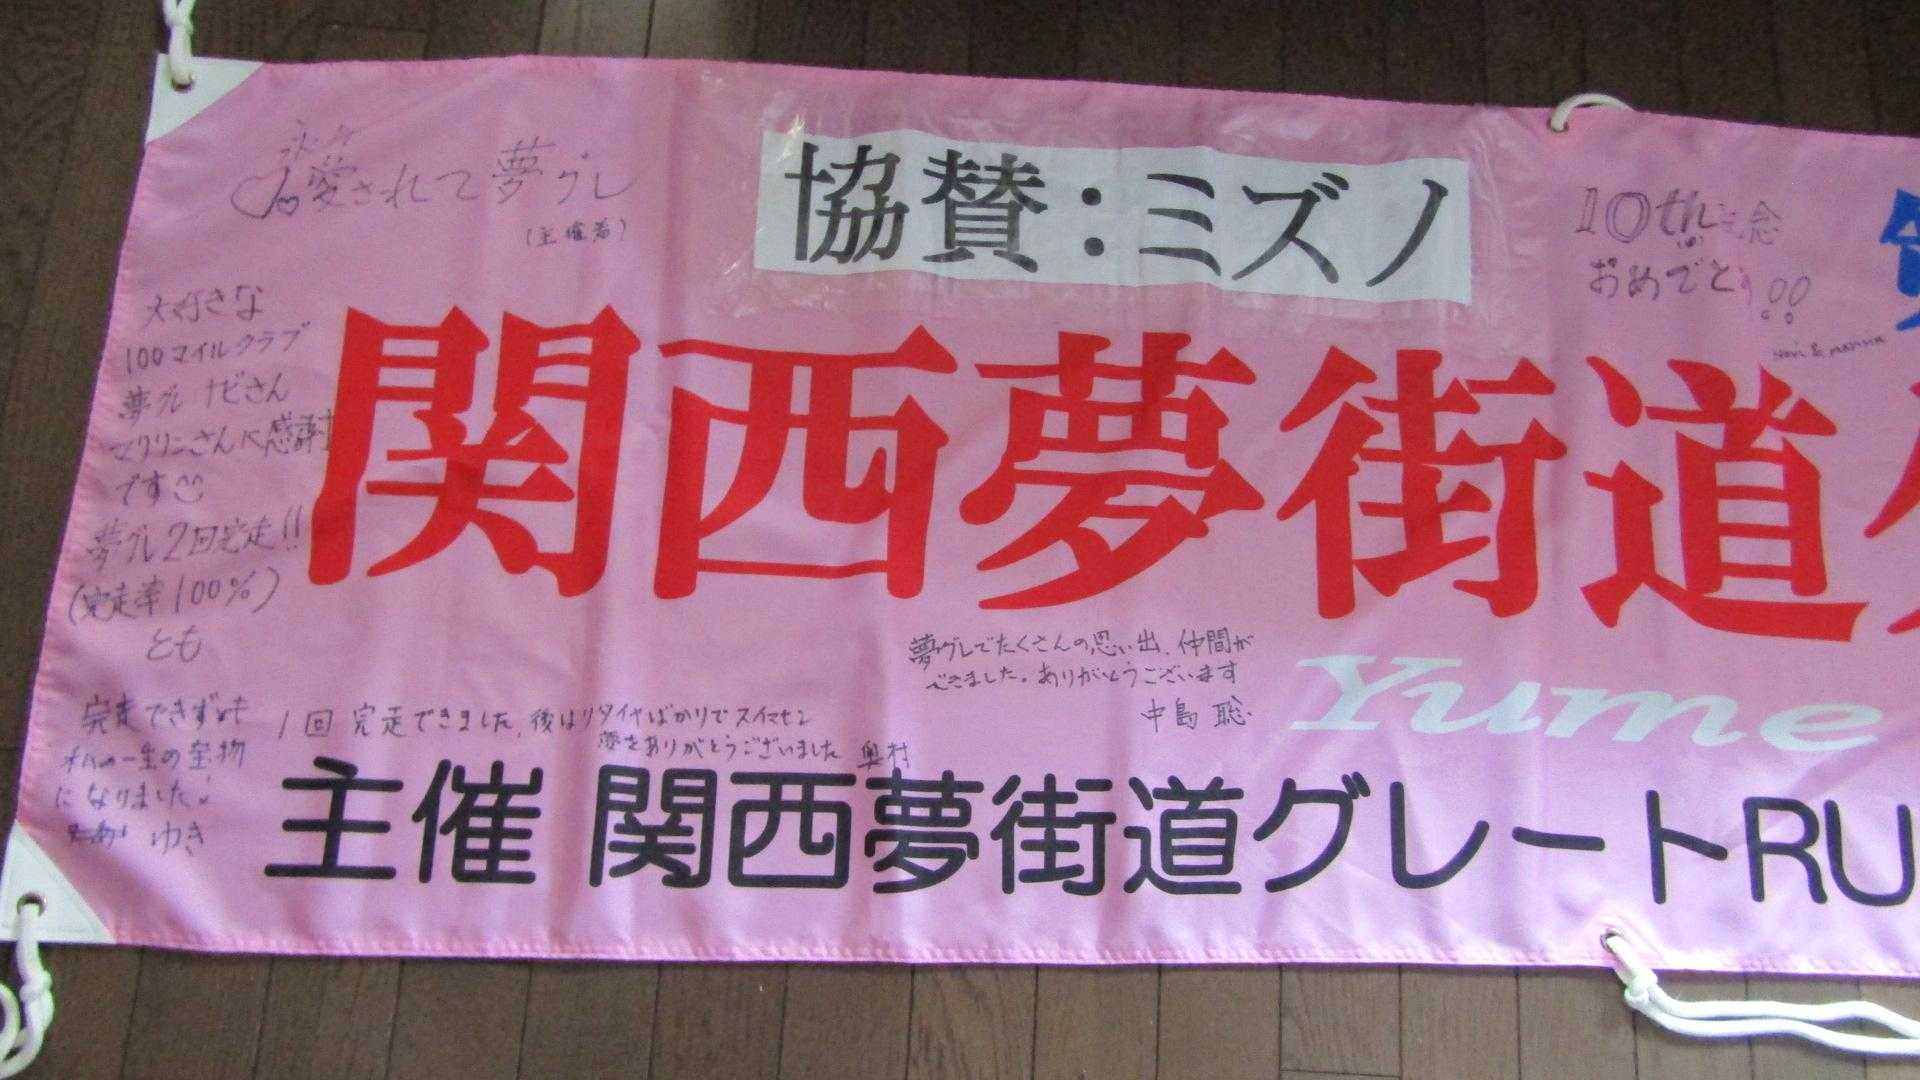 永々
愛されて夢グレ
(主催者)
協賛：ミズノ
10th 念
おめでとう!!
nori &
大好きな
100マイルクラブ
夢グレ ナビさん
マリリンさんに感謝
です
夢グレ2回完走!!
(完走率100%)
とも
関西夢街道
夢グレでたくさんの思い出、仲間が
できました。ありがとうございます
中島 聡
Yume
完走できずとも
一生の宝物
になりました！
ゆき
1回 完走できました、後はリタイヤばかりでスイマセン
夢をありがとうございました 奥村
主催 関西夢街道グレートRU